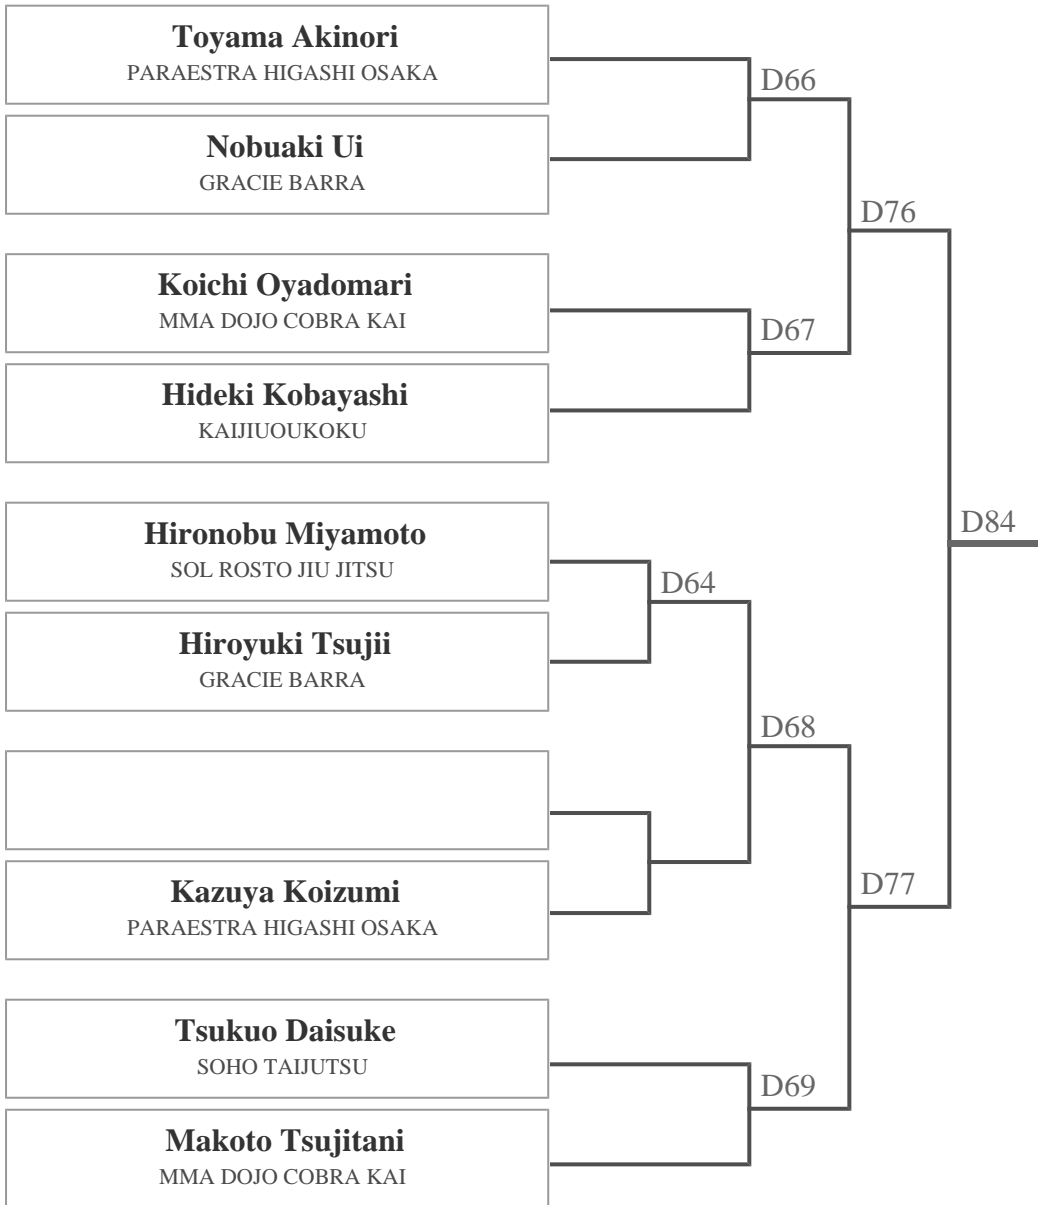 Toyama Akinori
PARAESTRA HIGASHI OSAKA
D66
Nobuaki Ui
GRACIE BARRA
D76
Koichi Oyadomari
MMA DOJO COBRA KAI
D67
Hideki Kobayashi
KAIJIUOUKOKU
Hironobu Miyamoto
SOL ROSTO JIU JITSU
D84
D64
Hiroyuki Tsujii
GRACIE BARRA
D68
Kazuya Koizumi
PARAESTRA HIGASHI OSAKA
D77
Tsukuo Daisuke
SOHO TAIJUTSU
D69
Makoto Tsujitani
MMA DOJO COBRA KAI